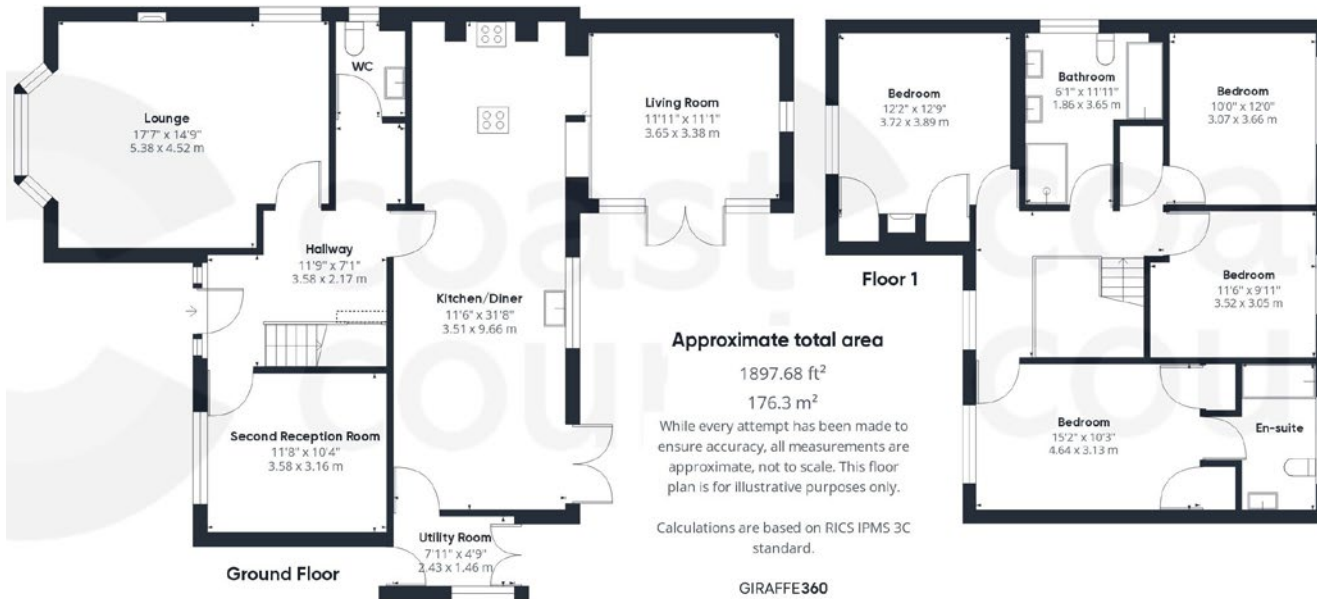 Lounge
17'7" x 14'9"
5.38 x 4.52 m
WC
Hallway
11'9" x 7'1"
3.58 x 2.17 m
Second Reception Room
11'8" x 10'4"
3.58 x 3.16 m
Ground Floor
Kitchen/Diner
11'6" x 31'8"
3.51 x 9.66 m
Utility Room
7'11" x 4'9"
2.43 x 1.46 m
Living Room
11'11" x 11'1"
3.65 x 3.38 m
Bedroom
12'2" x 12'9"
3.72 x 3.89 m
Bathroom
6'1" x 11'11"
1.86 x 3.65 m
Bedroom
10'0" x 12'0"
3.07 x 3.66 m
Floor 1
Bedroom
11'6" x 9'11"
3.52 x 3.05 m
Bedroom
15'2" x 10'3"
4.64 x 3.13 m
En-suite
Approximate total area
1897.68 ft²
176.3 m²
While every attempt has been made to
ensure accuracy, all measurements are
approximate, not to scale. This floor
plan is for illustrative purposes only.
Calculations are based on RICS IPMS 3C
standard.
GIRAFFE360
coast